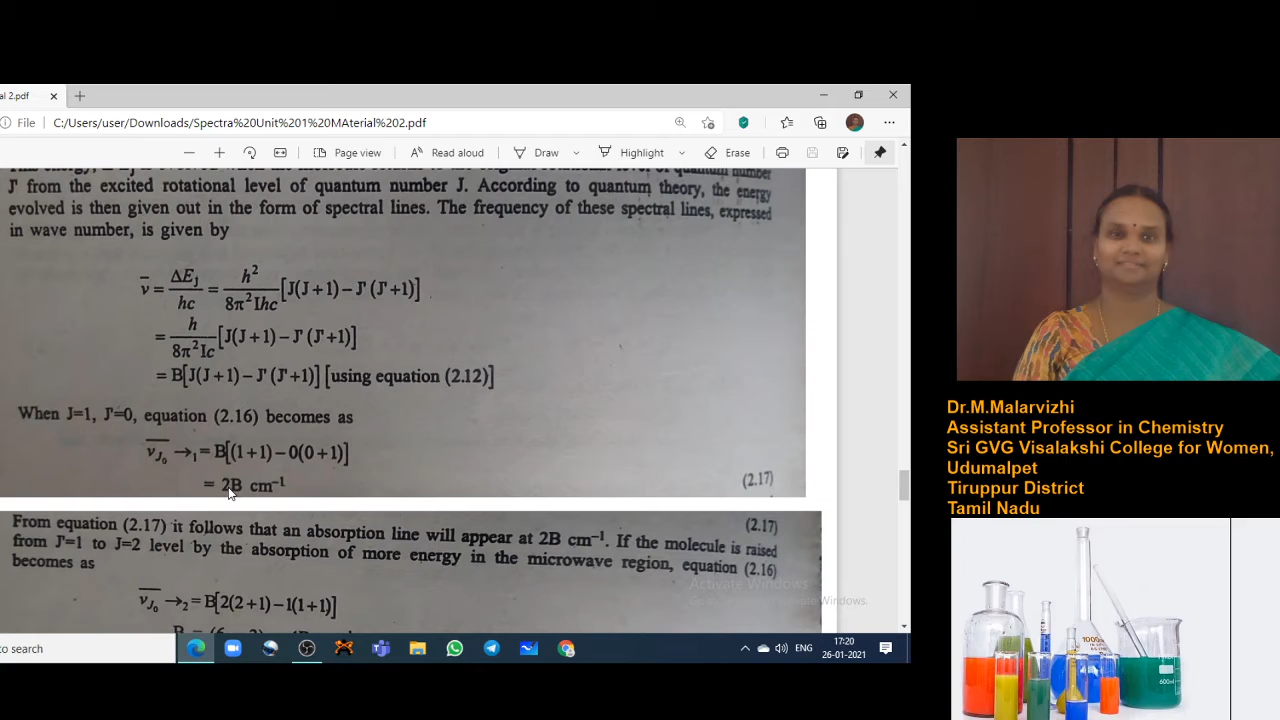 al 2.pdf
File C:/Users/user/Downloads/Spectra%20Unit%201%20MAterial%202.pdf
Page view Read aloud Draw Highlight Erase
J' from the excited rotational level of quantum number J. According to quantum theory, the energy
evolved is then given out in the form of spectral lines. The frequency of these spectral lines, expressed
in wave number, is given by
ν̅ = ΔEJ/hc = h²/8π²Ihc [J(J+1) − J' (J'+1)]
= h/8π²Ic [J(J+1) − J' (J'+1)]
= B[J(J+1) − J' (J'+1)] [using equation (2.12)]
When J=1, J'=0, equation (2.16) becomes as
ν̅J₀ →₁ = B[(1+1) − 0(0+1)]
= 2B cm⁻¹ (2.17)
From equation (2.17) it follows that an absorption line will appear at 2B cm⁻¹. If the molecule is raised (2.17)
from J'=1 to J=2 level by the absorption of more energy in the microwave region, equation (2.16)
becomes as
ν̅J₀ →₂ = B[2(2+1) − 1(1+1)]
Activate Windows
o search
17:20
ENG
26-01-2021
Dr.M.Malarvizhi
Assistant Professor in Chemistry
Sri GVG Visalakshi College for Women,
Udumalpet
Tiruppur District
Tamil Nadu